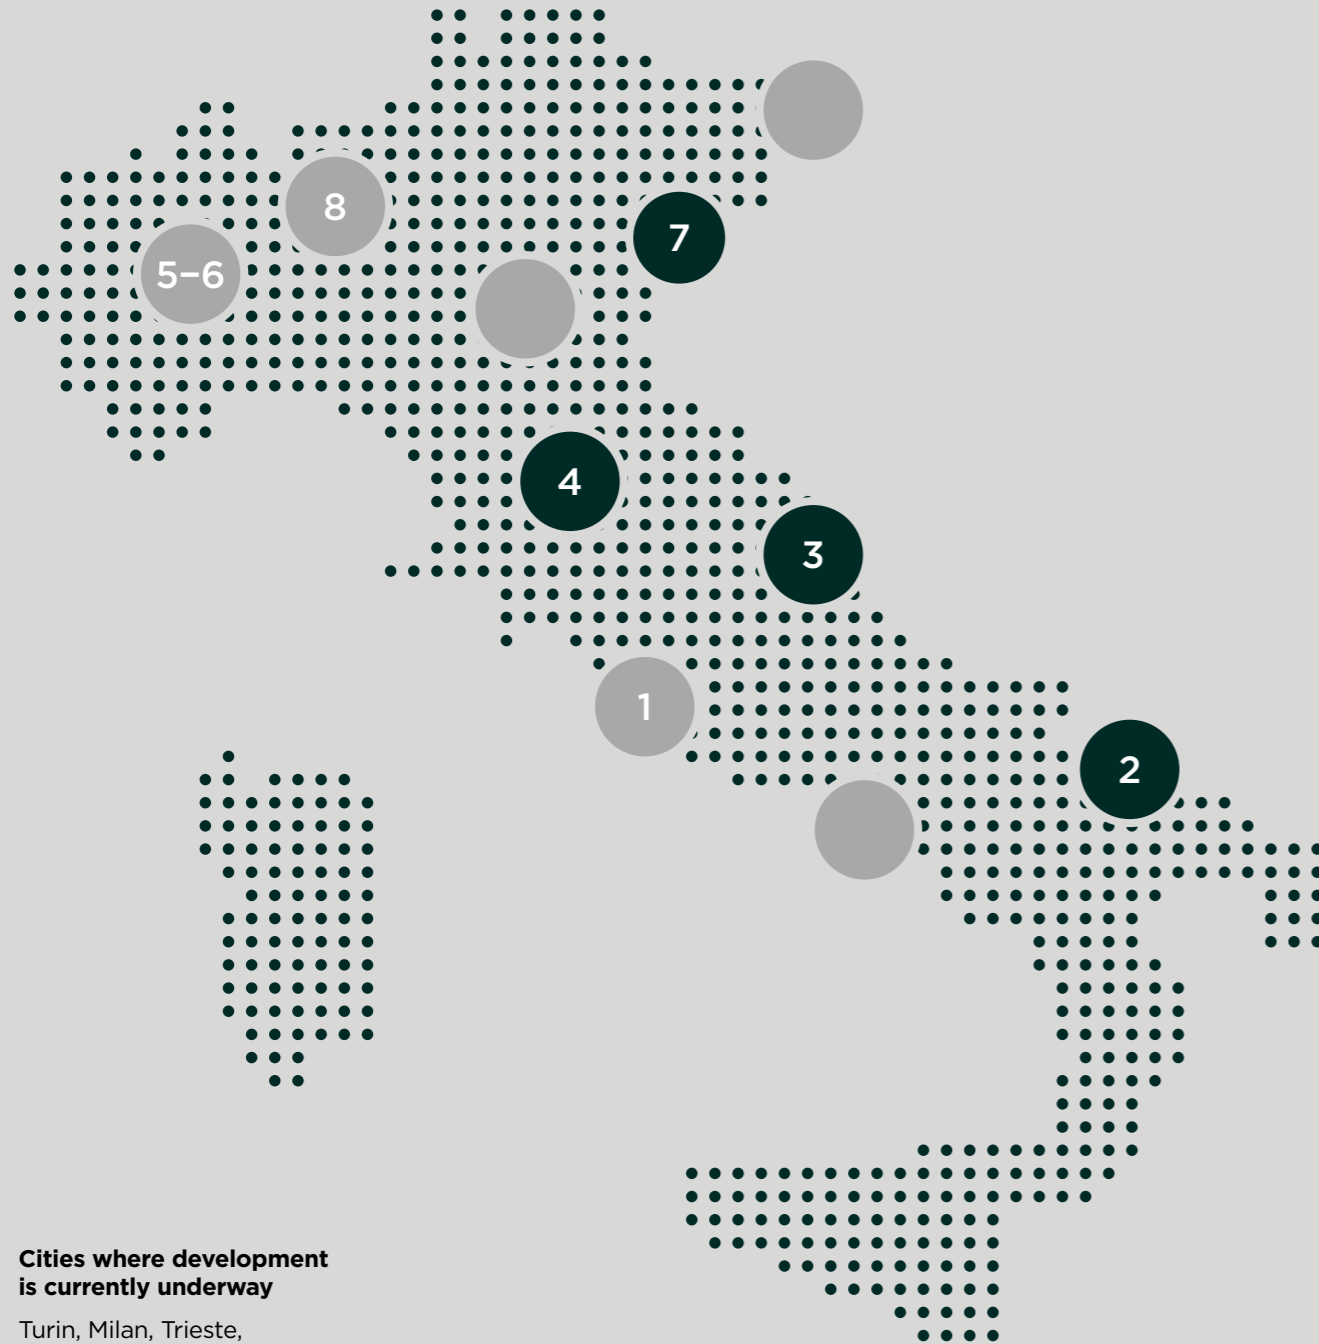 8
7
5–6
4
3
1
2
Cities where development
is currently underway
Turin, Milan, Trieste,